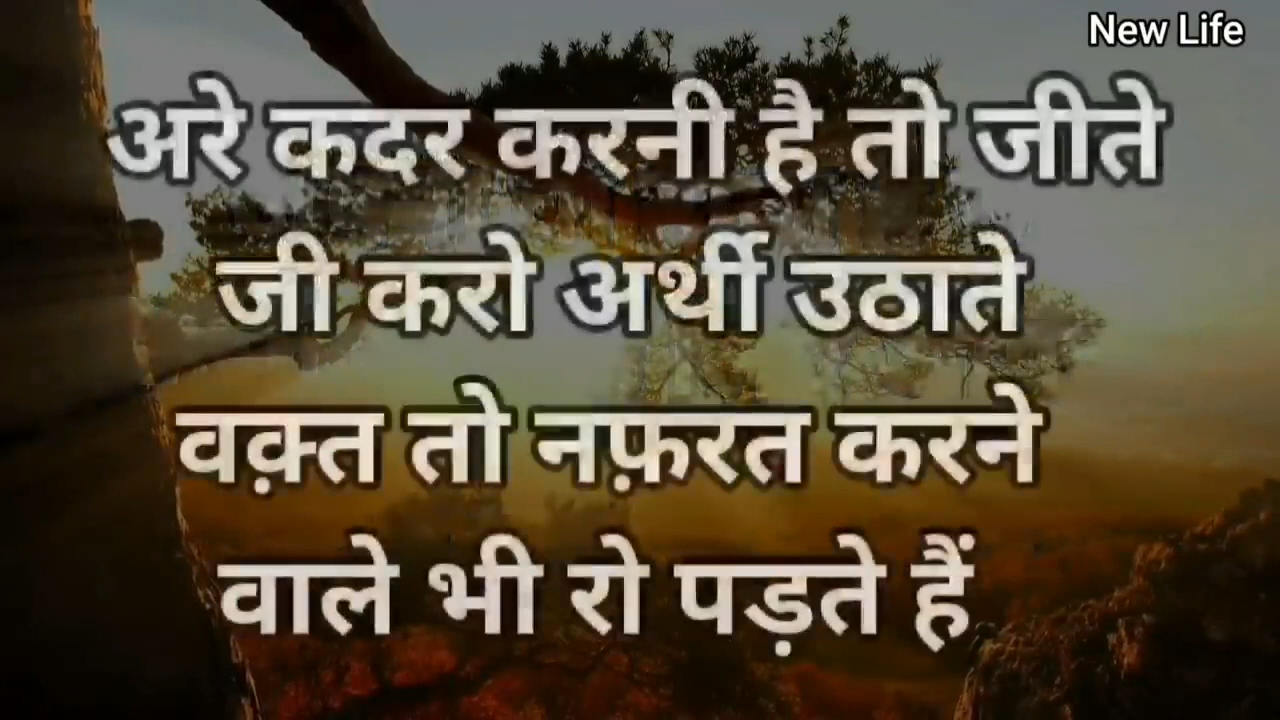 New Life
अरे कदर करनी है तो जीते
जी करो अर्थी उठाते
वक़्त तो नफ़रत करने
वाले भी रो पड़ते हैं